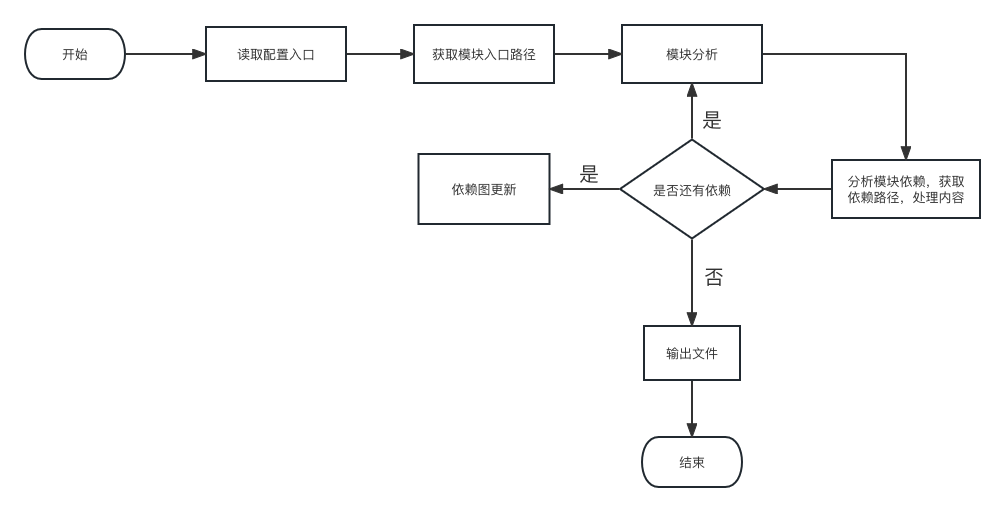 开始
读取配置入口
获取模块入口路径
模块分析
是
分析模块依赖，获取
依赖路径，处理内容
是否还有依赖
是
依赖图更新
否
输出文件
结束